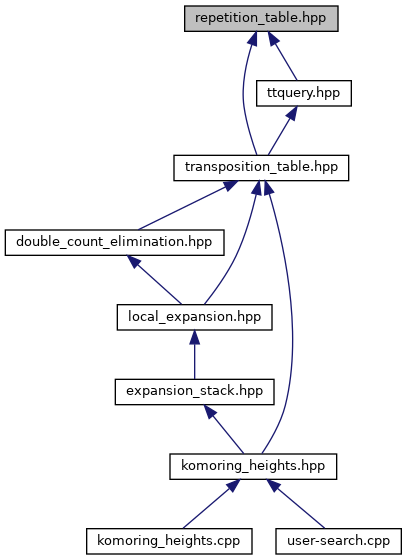 repetition_table.hpp
ttquery.hpp
transposition_table.hpp
double_count_elimination.hpp
local_expansion.hpp
expansion_stack.hpp
komoring_heights.hpp
komoring_heights.cpp
user-search.cpp